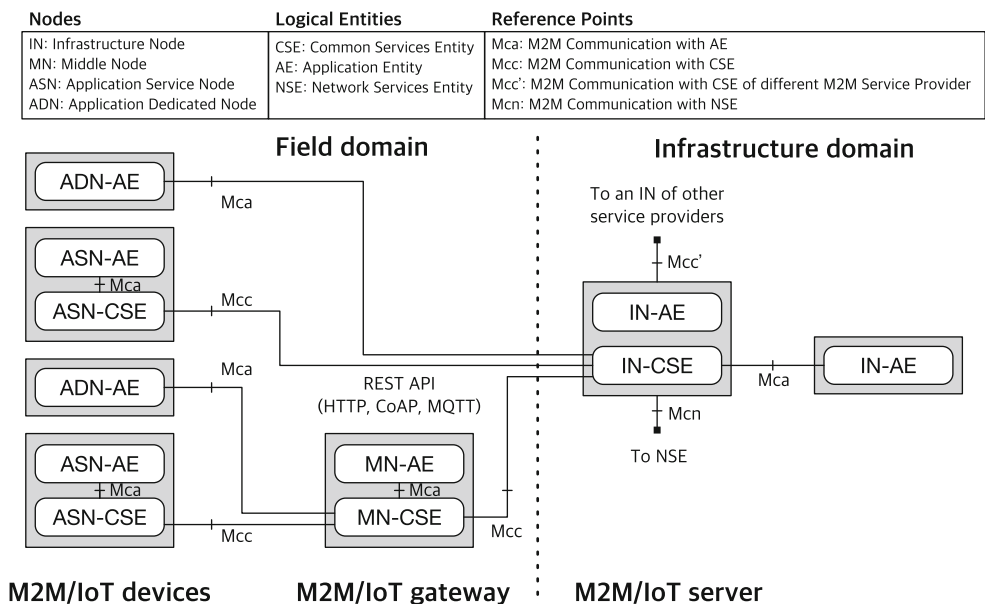 Nodes
Logical Entities
Reference Points
IN: Infrastructure Node
MN: Middle Node
ASN: Application Service Node
ADN: Application Dedicated Node
CSE: Common Services Entity
AE: Application Entity
NSE: Network Services Entity
Mca: M2M Communication with AE
Mcc: M2M Communication with CSE
Mcc': M2M Communication with CSE of different M2M Service Provider
Mcn: M2M Communication with NSE
Field domain
Infrastructure domain
ADN-AE
Mca
ASN-AE
Mca
ASN-CSE
Mcc
ADN-AE
Mca
ASN-AE
Mca
ASN-CSE
Mcc
REST API
(HTTP, CoAP, MQTT)
MN-AE
Mca
MN-CSE
Mcc
To an IN of other
service providers
Mcc'
IN-AE
IN-CSE
Mca
IN-AE
Mcn
To NSE
M2M/IoT devices
M2M/IoT gateway
M2M/IoT server